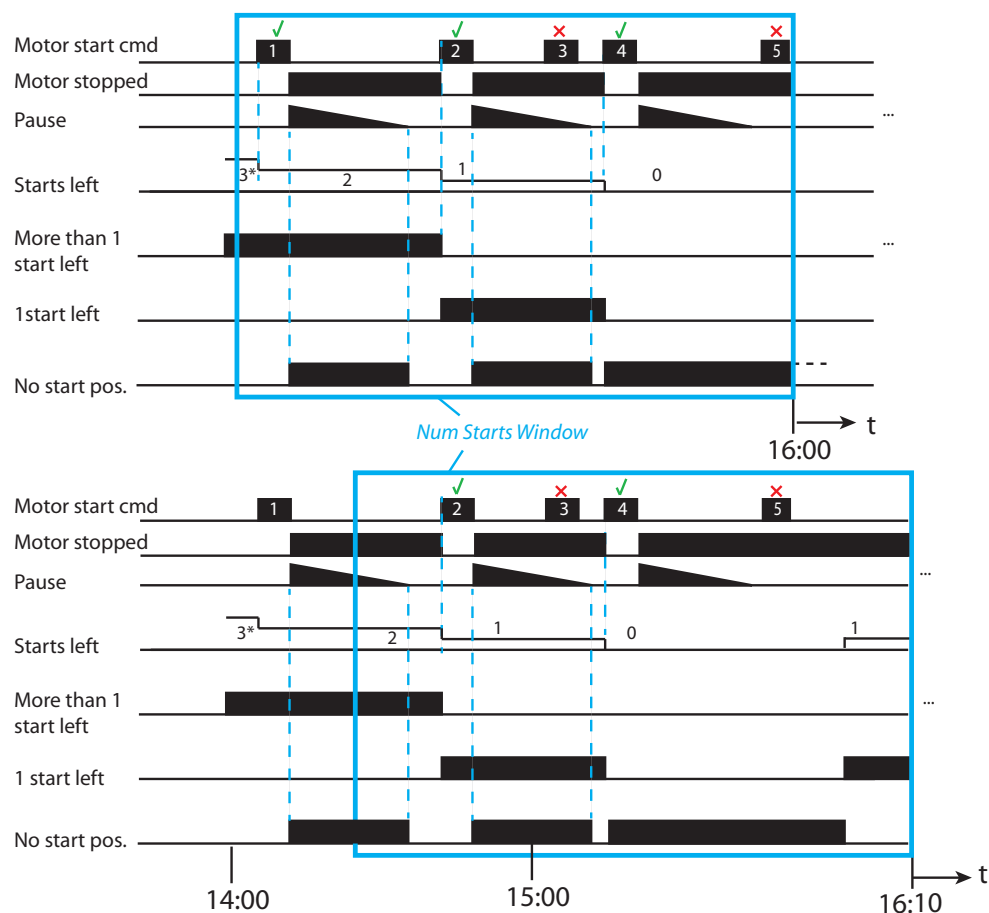 Motor start cmd 1 ✓ 2 ✓ 3 × 4 ✓ 5 ×
Motor stopped
Pause ...
Starts left 3* 2 1 0
More than 1
start left ...
1start left
No start pos.
t
16:00
Num Starts Window
Motor start cmd 1 2 ✓ 3 × 4 ✓ 5 ×
Motor stopped
Pause ...
Starts left 3* 2 1 0 1
More than 1
start left ...
1 start left
No start pos.
t
14:00 15:00 16:10